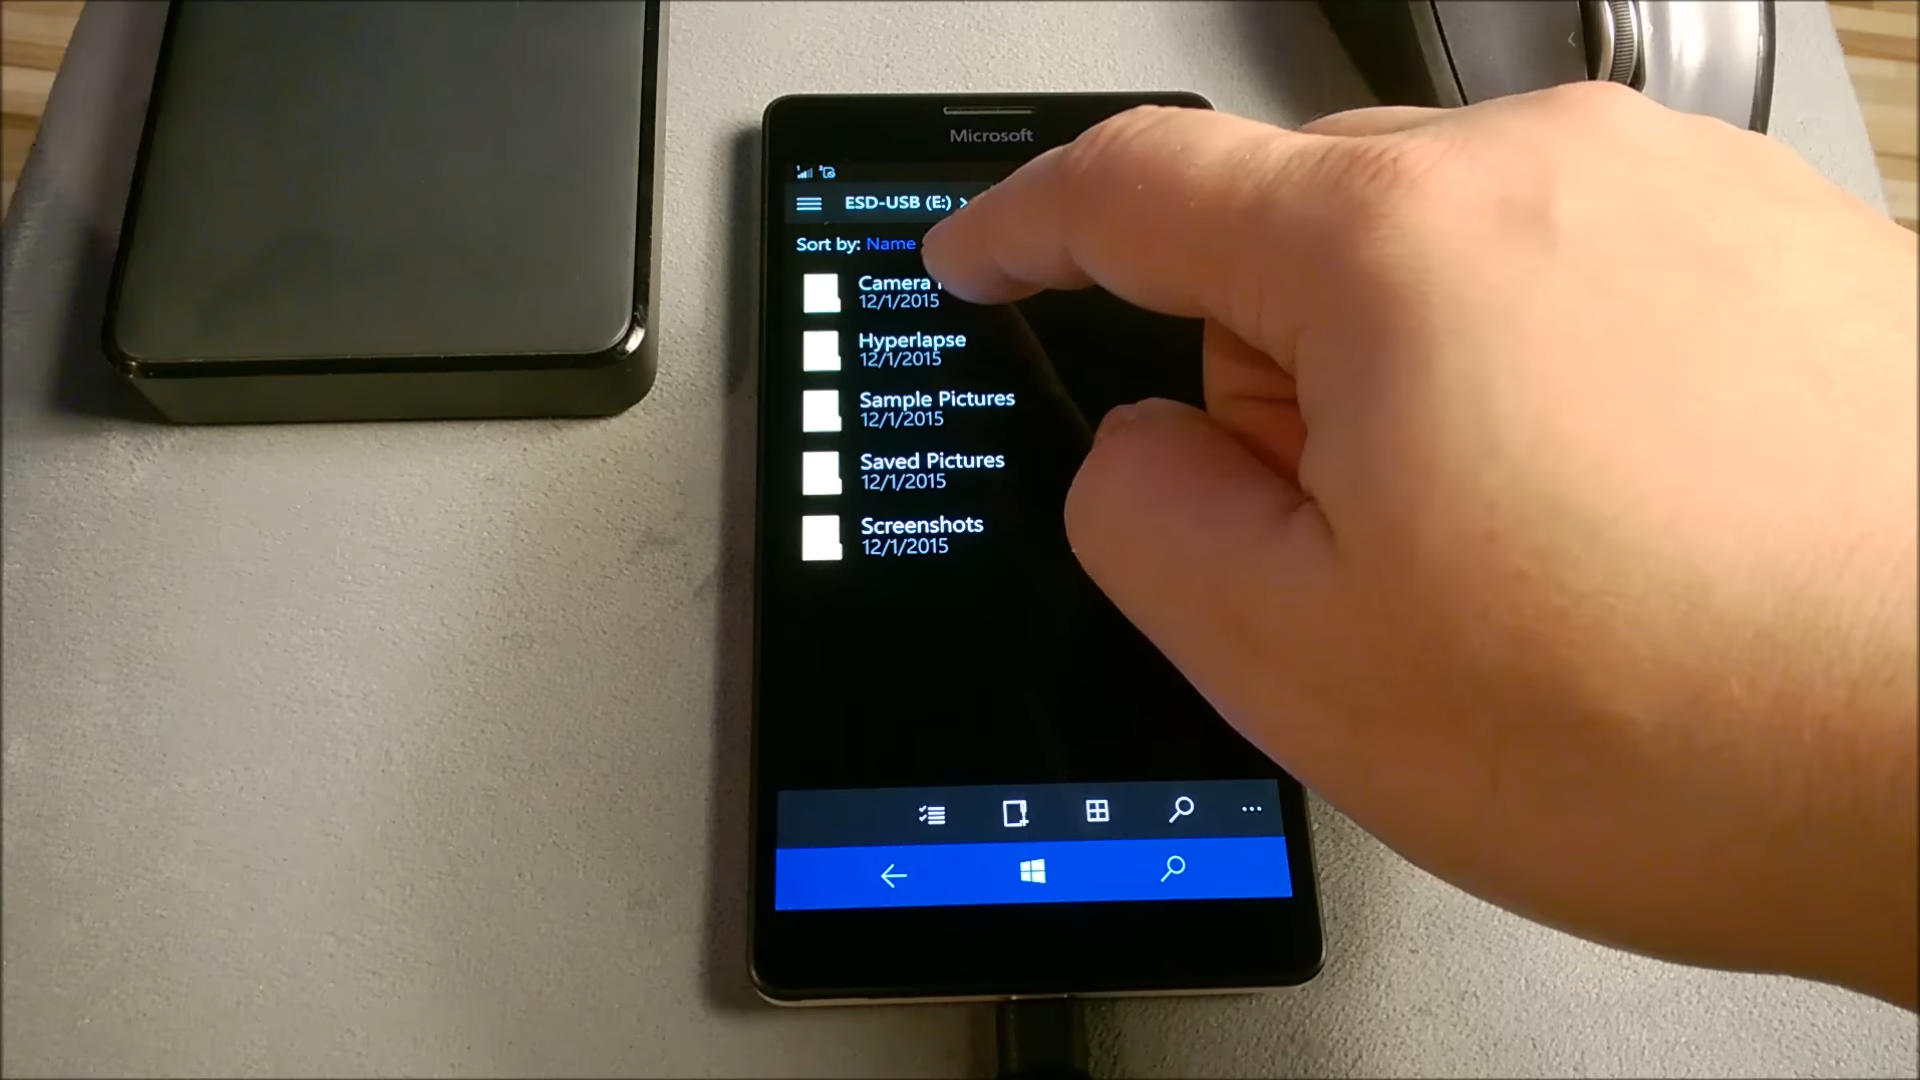 Microsoft
ESD-USB (E:) >
Sort by: Name
Camera
12/1/2015
Hyperlapse
12/1/2015
Sample Pictures
12/1/2015
Saved Pictures
12/1/2015
Screenshots
12/1/2015